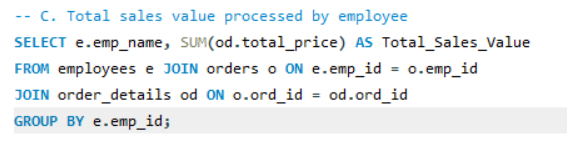 -- C. Total sales value processed by employee
SELECT e.emp_name, SUM(od.total_price) AS Total_Sales_Value
FROM employees e JOIN orders o ON e.emp_id = o.emp_id
JOIN order_details od ON o.ord_id = od.ord_id
GROUP BY e.emp_id;